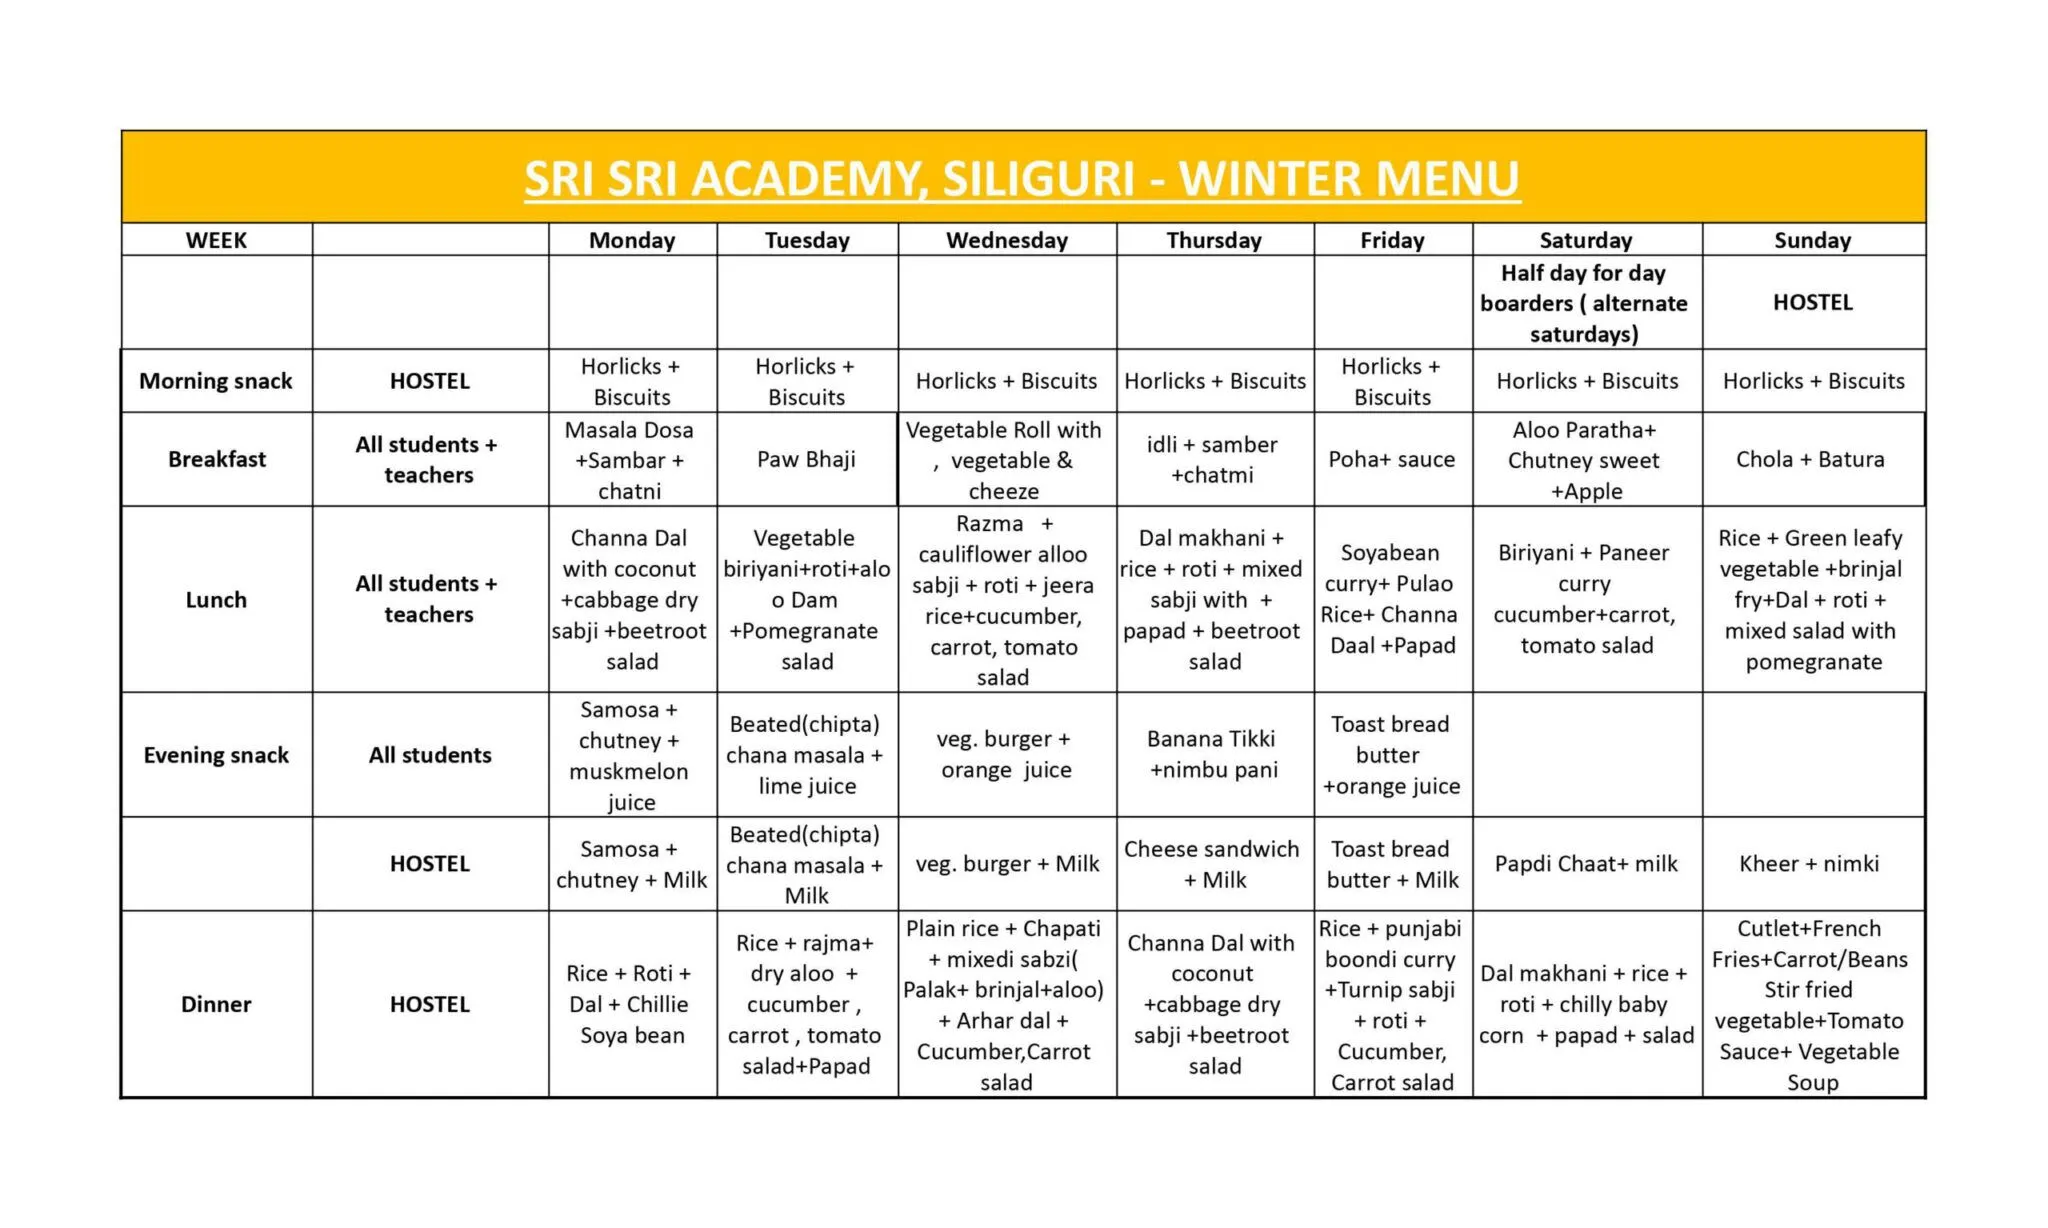 SRI SRI ACADEMY, SILIGURI - WINTER MENU
WEEK Monday Tuesday Wednesday Thursday Friday Saturday Sunday
Half day for day
boarders ( alternate
saturdays)
HOSTEL
Morning snack
HOSTEL
Horlicks +
Biscuits
Horlicks +
Biscuits
Horlicks + Biscuits
Horlicks + Biscuits
Horlicks +
Biscuits
Horlicks + Biscuits
Horlicks + Biscuits
Breakfast
All students +
teachers
Masala Dosa
+Sambar +
chatni
Paw Bhaji
Vegetable Roll with
, vegetable &
cheeze
idli + samber
+chatmi
Poha+ sauce
Aloo Paratha+
Chutney sweet
+Apple
Chola + Batura
Lunch
All students +
teachers
Channa Dal
with coconut
+cabbage dry
sabji +beetroot
salad
Vegetable
biriyani+roti+alo
o Dam
+Pomegranate
salad
Razma +
cauliflower alloo
sabji + roti + jeera
rice+cucumber,
carrot, tomato
salad
Dal makhani +
rice + roti + mixed
sabji with +
papad + beetroot
salad
Soyabean
curry+ Pulao
Rice+ Channa
Daal +Papad
Biriyani + Paneer
curry
cucumber+carrot,
tomato salad
Rice + Green leafy
vegetable +brinjal
fry+Dal + roti +
mixed salad with
pomegranate
Evening snack
All students
Samosa +
chutney +
muskmelon
juice
Beated(chipta)
chana masala +
lime juice
veg. burger +
orange juice
Banana Tikki
+nimbu pani
Toast bread
butter
+orange juice
HOSTEL
Samosa +
chutney + Milk
Beated(chipta)
chana masala +
Milk
veg. burger + Milk
Cheese sandwich
+ Milk
Toast bread
butter + Milk
Papdi Chaat+ milk
Kheer + nimki
Dinner
HOSTEL
Rice + Roti +
Dal + Chillie
Soya bean
Rice + rajma+
dry aloo +
cucumber ,
carrot , tomato
salad+Papad
Plain rice + Chapati
+ mixedi sabzi(
Palak+ brinjal+aloo)
+ Arhar dal +
Cucumber,Carrot
salad
Channa Dal with
coconut
+cabbage dry
sabji +beetroot
salad
Rice + punjabi
boondi curry
+Turnip sabji
+ roti +
Cucumber,
Carrot salad
Dal makhani + rice +
roti + chilly baby
corn + papad + salad
Cutlet+French
Fries+Carrot/Beans
Stir fried
vegetable+Tomato
Sauce+ Vegetable
Soup